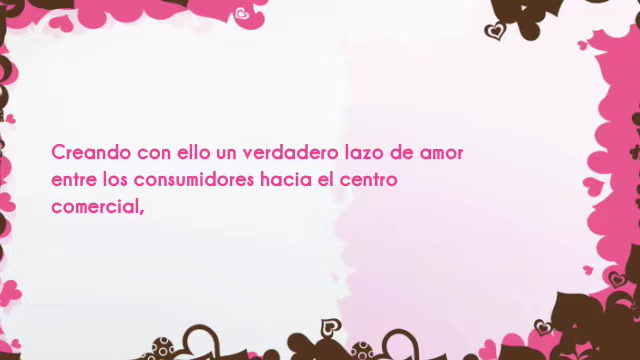 Creando con ello un verdadero lazo de amor
entre los consumidores hacia el centro
comercial,